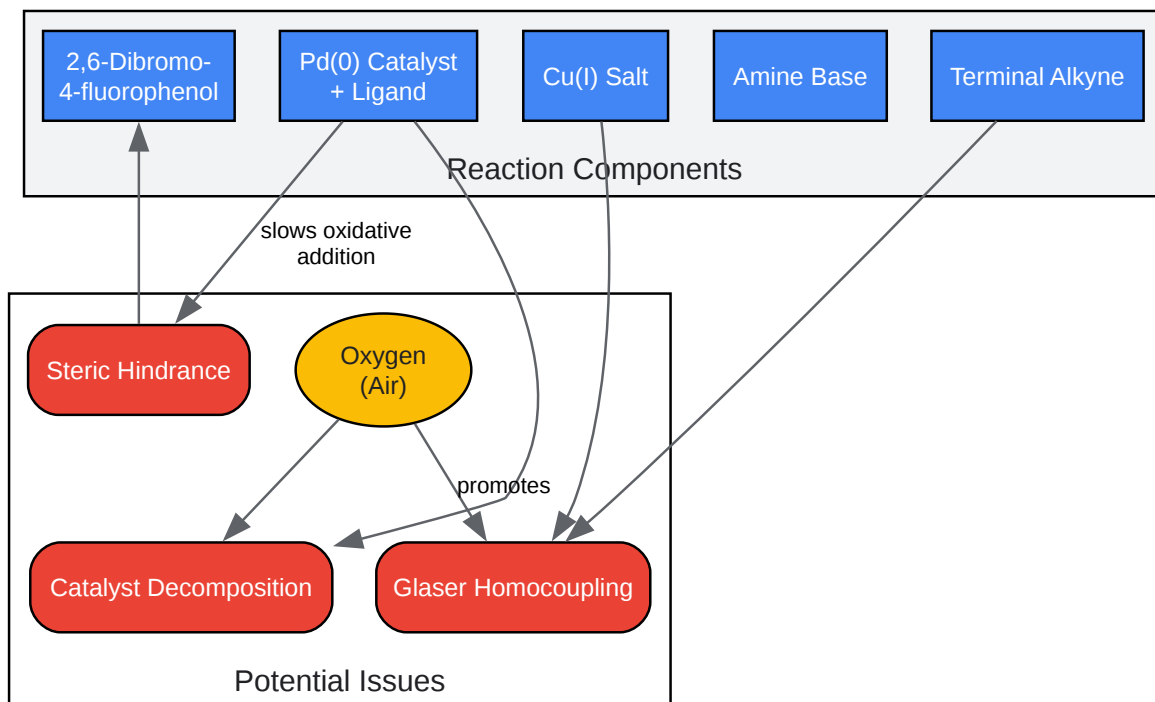 2,6-Dibromo-
4-fluorophenol
Pd(0) Catalyst
+ Ligand
Cu(I) Salt
Amine Base
Terminal Alkyne
Reaction Components
slows oxidative
addition
Steric Hindrance
Oxygen
(Air)
promotes
Catalyst Decomposition
Glaser Homocoupling
Potential Issues